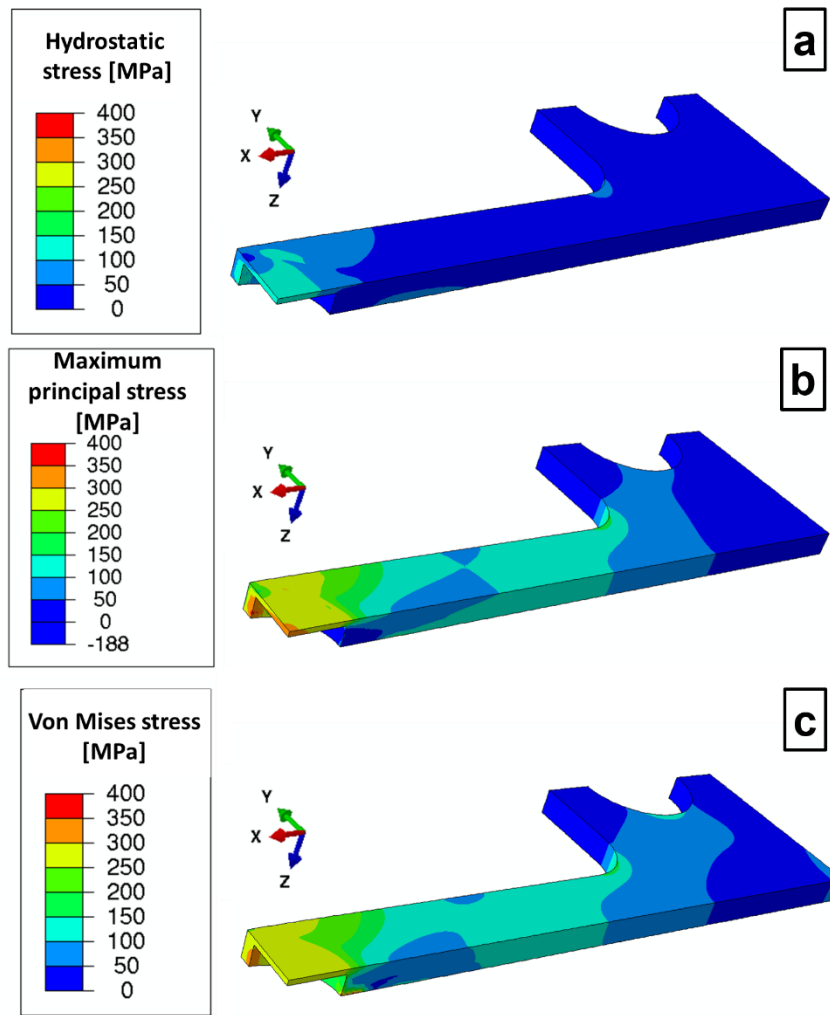 Hydrostatic
stress [MPa]
400
350
300
250
200
150
100
50
0
a
Y
X
Z
Maximum
principal stress
[MPa]
400
350
300
250
200
150
100
50
0
-188
b
Y
X
Z
Von Mises stress
[MPa]
400
350
300
250
200
150
100
50
0
c
Y
X
Z